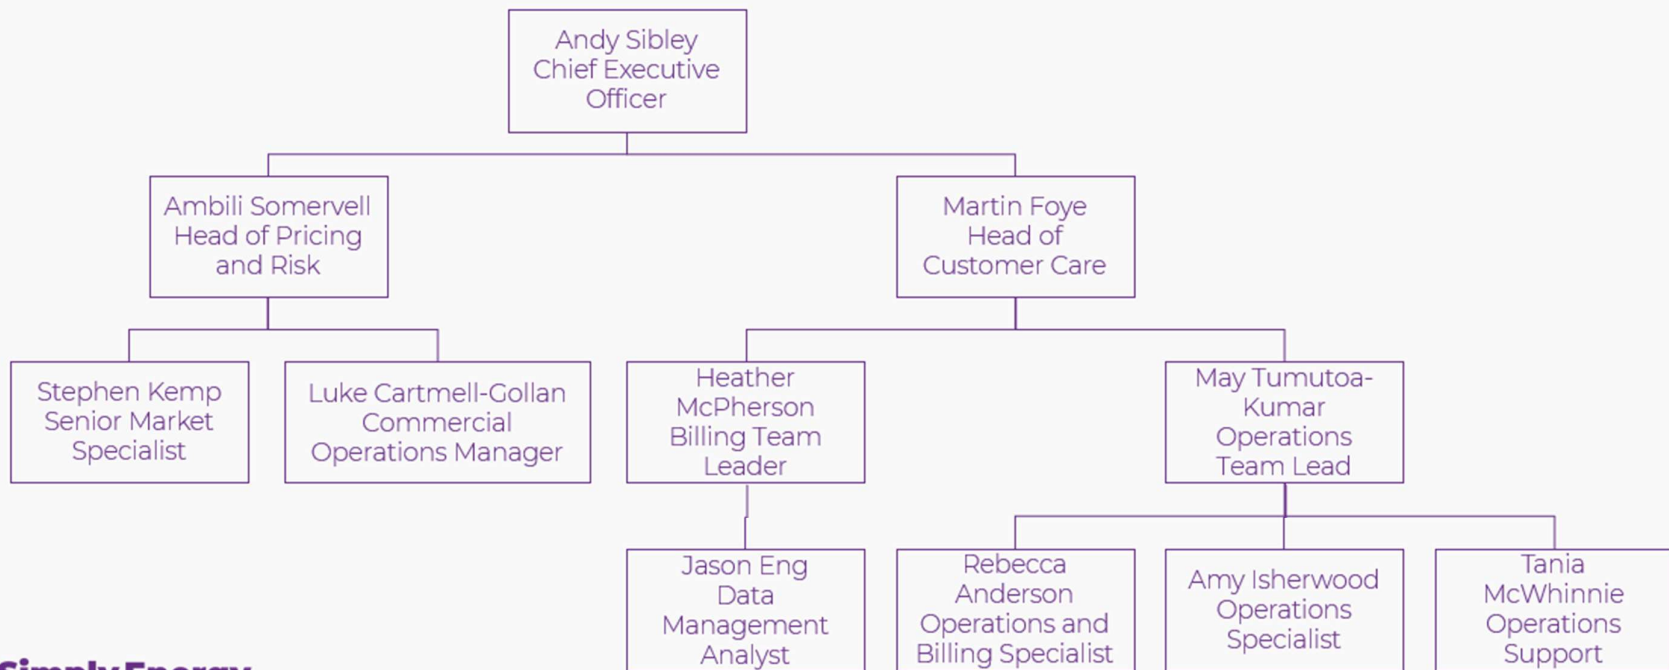 Andy Sibley
Chief Executive
Officer
Ambili Somervell
Head of Pricing
and Risk
Martin Foye
Head of
Customer Care
Stephen Kemp
Senior Market
Specialist
Luke Cartmell-Gollan
Commercial
Operations Manager
Heather
McPherson
Billing Team
Leader
May Tumutoa-
Kumar
Operations
Team Lead
Jason Eng
Data
Management
Analyst
Rebecca
Anderson
Operations and
Billing Specialist
Amy Isherwood
Operations
Specialist
Tania
McWhinnie
Operations
Support
Simply Energy